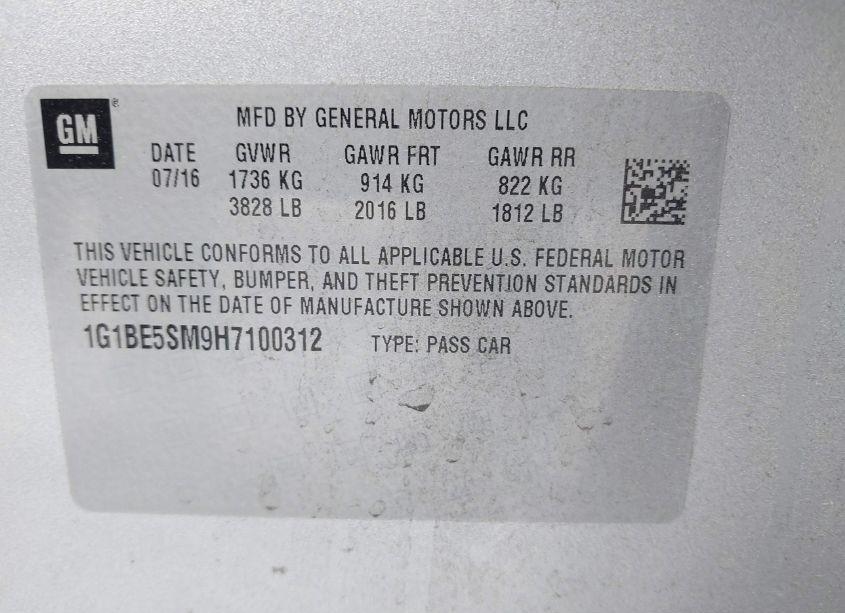 GM ®
MFD BY GENERAL MOTORS LLC
DATE GVWR GAWR FRT GAWR RR
07/16 1736 KG 914 KG 822 KG
3828 LB 2016 LB 1812 LB
THIS VEHICLE CONFORMS TO ALL APPLICABLE U.S. FEDERAL MOTOR
VEHICLE SAFETY, BUMPER, AND THEFT PREVENTION STANDARDS IN
EFFECT ON THE DATE OF MANUFACTURE SHOWN ABOVE.
1G1BE5SM9H7100312 TYPE: PASS CAR